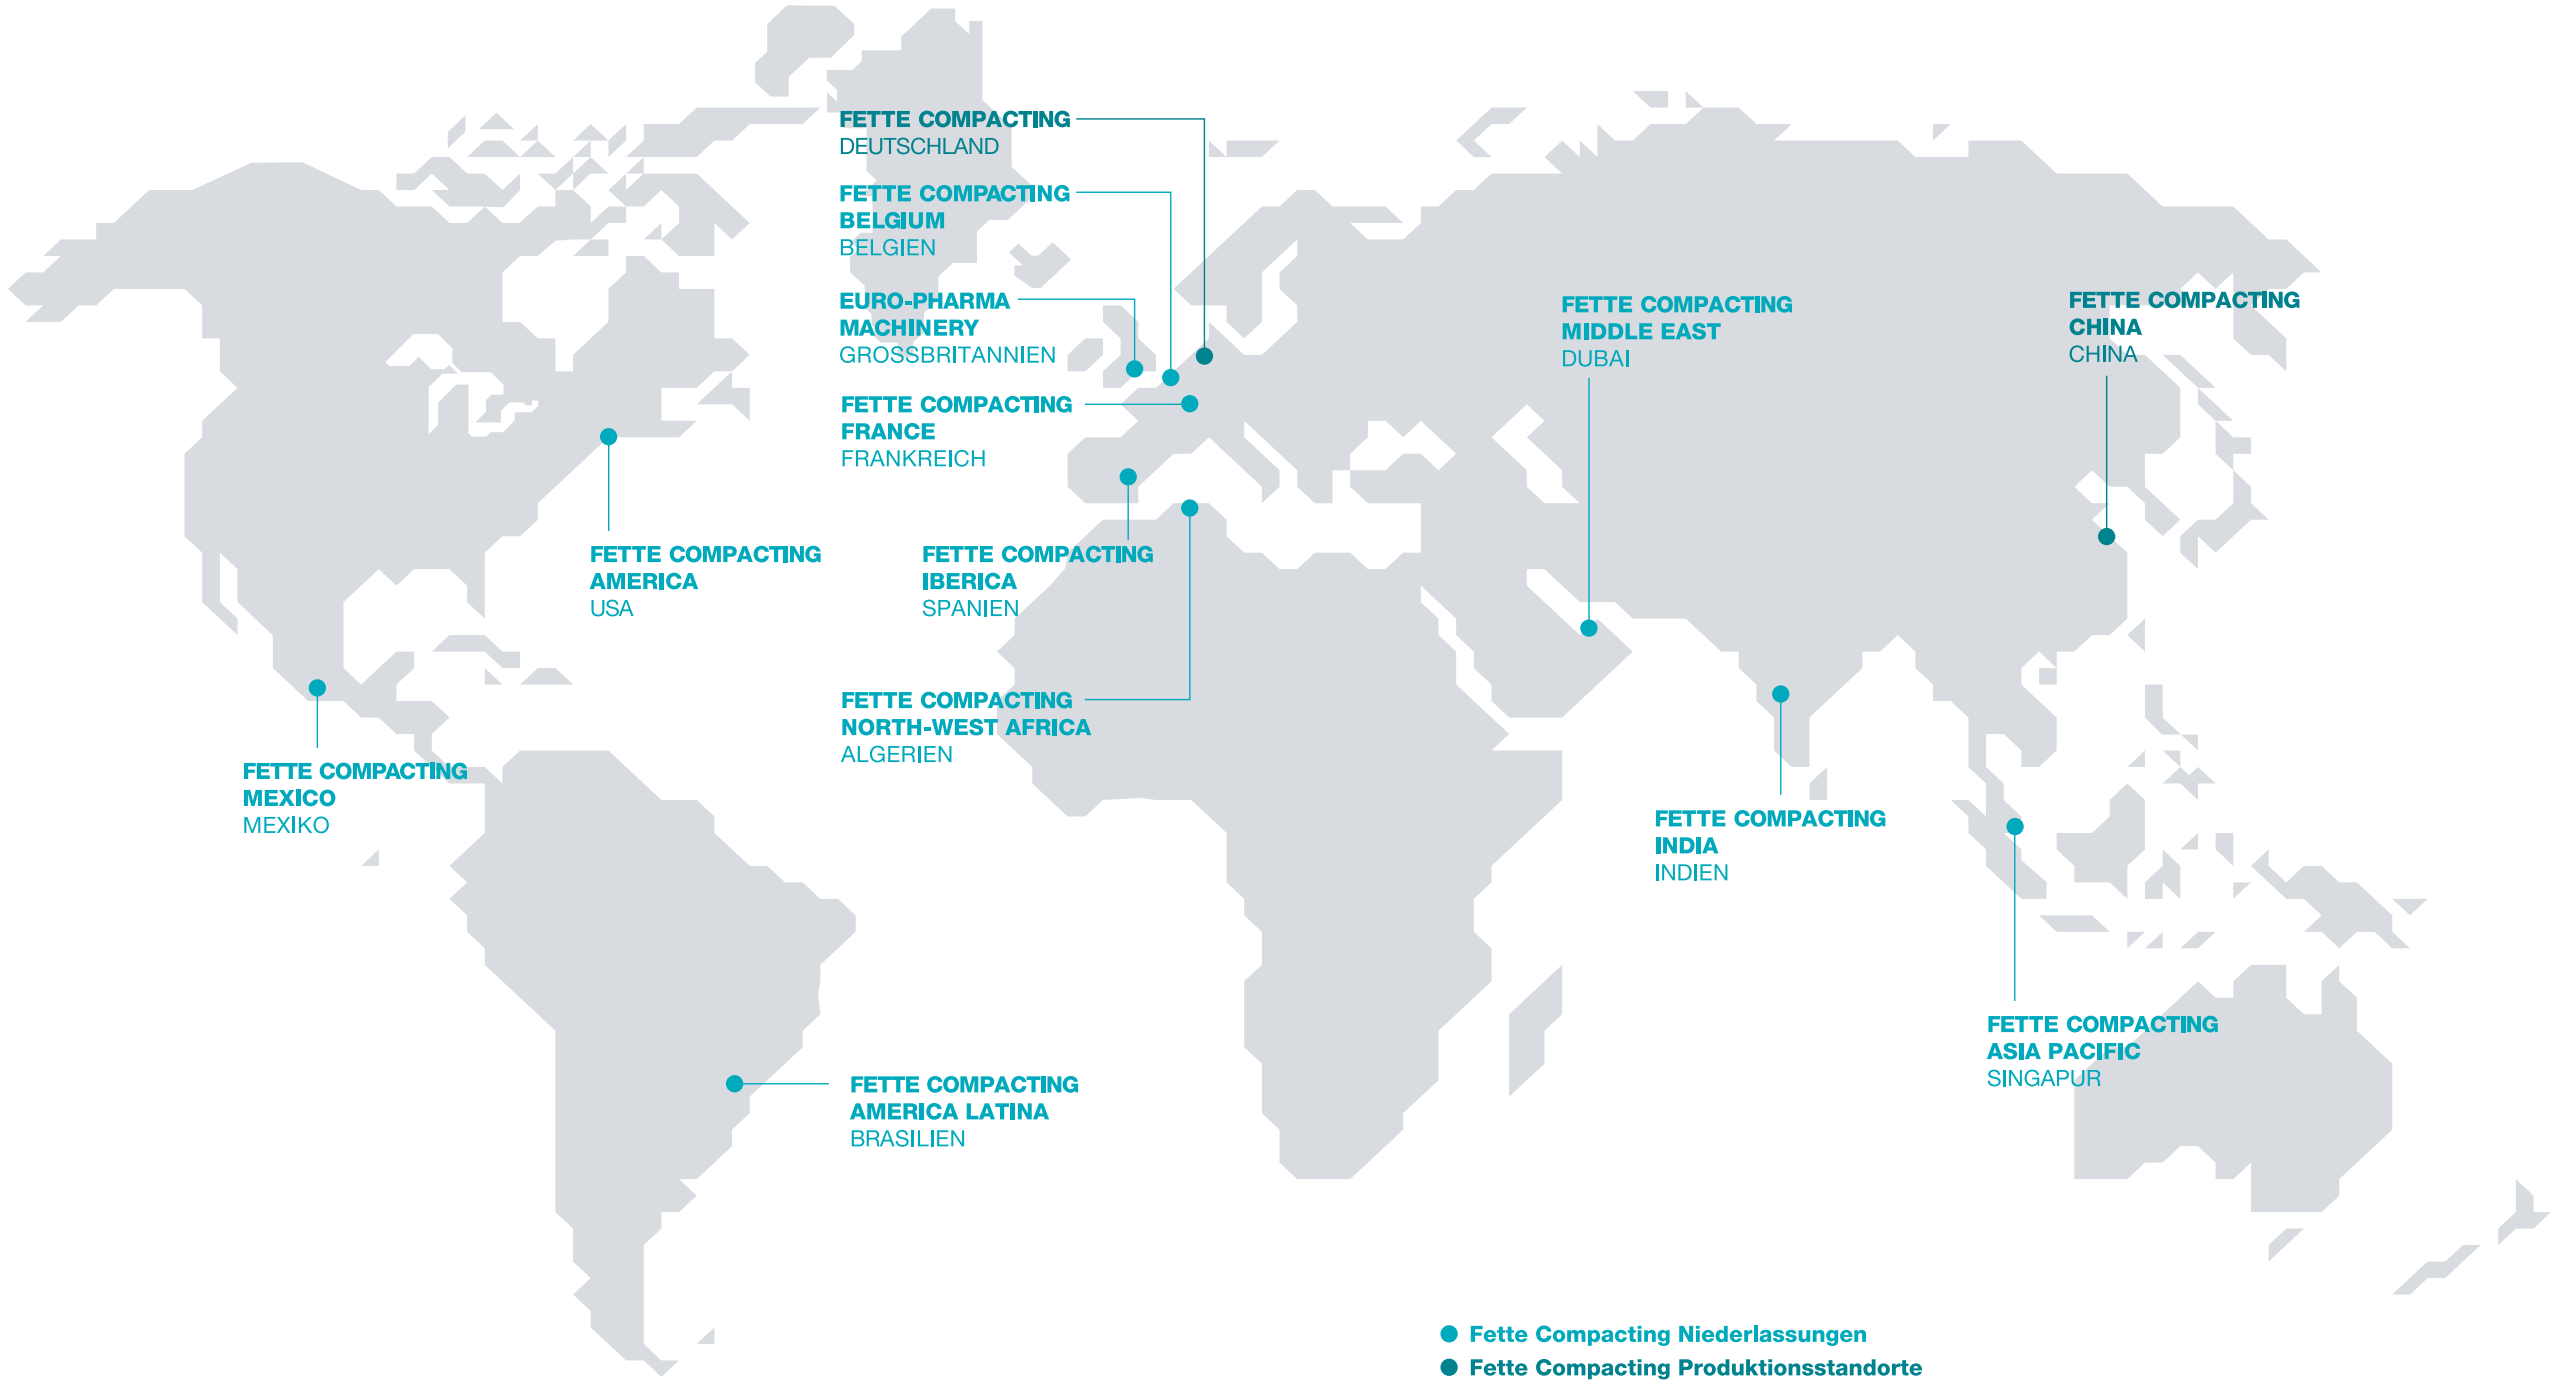 FETTE COMPACTING
DEUTSCHLAND
FETTE COMPACTING
BELGIUM
BELGIEN
EURO-PHARMA
MACHINERY
GROSSBRITANNIEN
FETTE COMPACTING
FRANCE
FRANKREICH
FETTE COMPACTING
MIDDLE EAST
DUBAI
FETTE COMPACTING
CHINA
CHINA
FETTE COMPACTING
AMERICA
USA
FETTE COMPACTING
IBERICA
SPANIEN
FETTE COMPACTING
NORTH-WEST AFRICA
ALGERIEN
FETTE COMPACTING
MEXICO
MEXIKO
FETTE COMPACTING
INDIA
INDIEN
FETTE COMPACTING
ASIA PACIFIC
SINGAPUR
FETTE COMPACTING
AMERICA LATINA
BRASILIEN
Fette Compacting Niederlassungen
Fette Compacting Produktionsstandorte